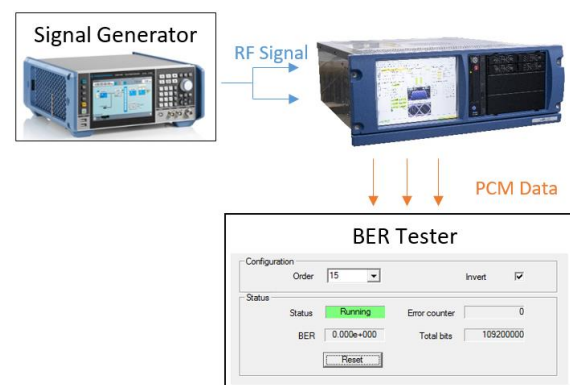 Signal Generator
RF Signal
PCM Data
BER Tester
Configuration
Order 15 Invert
Status
Status Running Error counter 0
BER 0.000e+000 Total bits 109200000
Reset